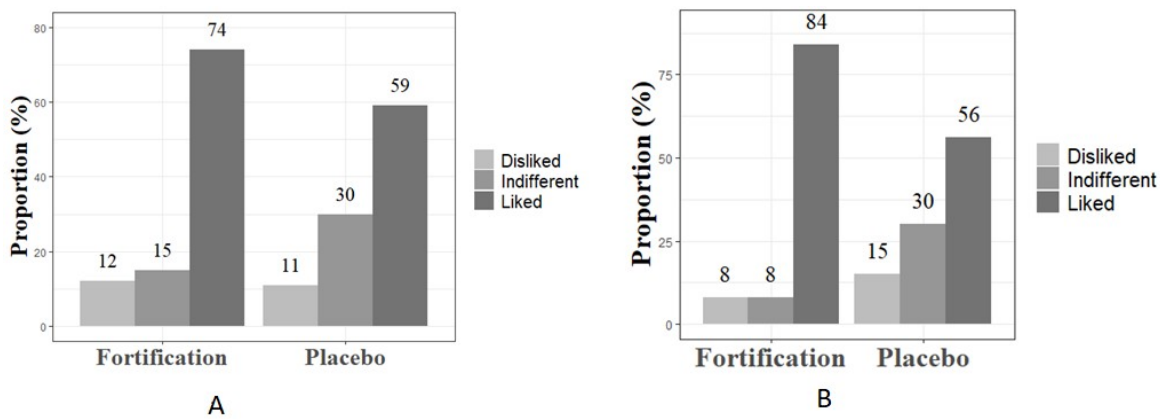 Proportion (%)
80
60
40
20
0
12
15
74
11
30
59
Fortification
Placebo
Disliked
Indifferent
Liked
A
Proportion (%)
75
50
25
0
8
8
84
15
30
56
Fortification
Placebo
Disliked
Indifferent
Liked
B